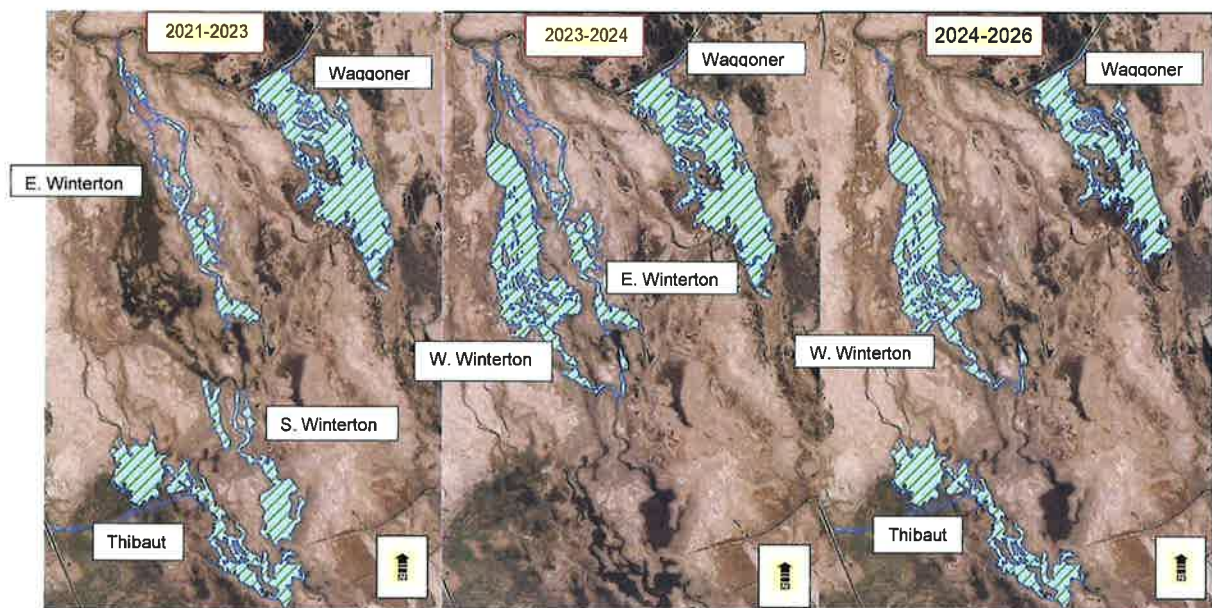 2021-2023
Waggoner
E. Winterton
S. Winterton
Thibaut
2023-2024
Waggoner
E. Winterton
W. Winterton
2024-2026
Waggoner
W. Winterton
Thibaut